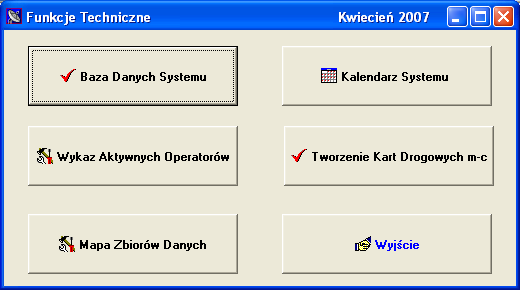 Funkcje Techniczne Kwiecień 2007
Baza Danych Systemu
Kalendarz Systemu
Wykaz Aktywnych Operatorów
Tworzenie Kart Drogowych m-c
Mapa Zbiorów Danych
Wyjście